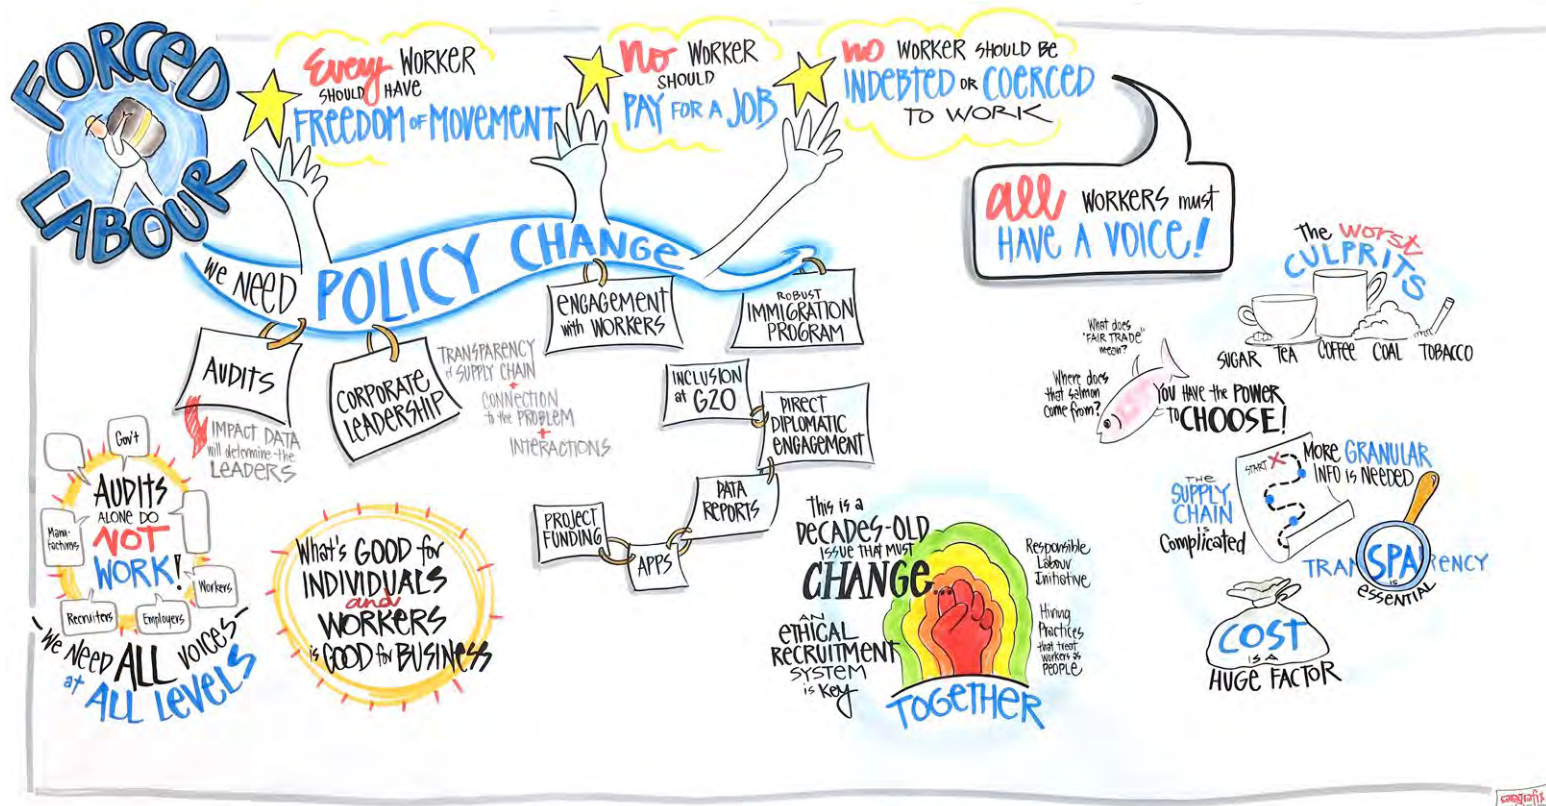 FORCED
LABOUR
Every WORKER
SHOULD HAVE
FREEDOM OF MOVEMENT
NO WORKER
SHOULD
PAY FOR A JOB
NO WORKER SHOULD BE
INDEBTED OR COERCED
TO WORK
all WORKERS must
HAVE A VOICE!
WE NEED POLICY CHANGE
AUDITS
CORPORATE
LEADERSHIP
ENGAGEMENT
with WORKERS
ROBUST
IMMIGRATION
PROGRAM
IMPACT DATA
will determine the
LEADERS
TRANSPARENCY
of SUPPLY CHAIN
+
CONNECTION
to the PROBLEM
+
INTERACTIONS
INCLUSION
at G20
DIRECT
DIPLOMATIC
ENGAGEMENT
DATA
REPORTS
APPS
PROJECT
FUNDING
Gov't
Manu-
facturers
Recruiters
Employers
Workers
AUDITS
ALONE DO
NOT
WORK!
WE NEED ALL VOICES
at ALL LEVELS
What's GOOD for
INDIVIDUALS
and
WORKERS
is GOOD for BUSINESS
This is a
DECADES-OLD
ISSUE THAT MUST
CHANGE...
AN
ETHICAL
RECRUITMENT
SYSTEM
is Key
Responsible
Labour
Initiative
Hiring
Practices
that treat
workers as
PEOPLE
TOGETHER
The worst
CULPRITS
SUGAR TEA COFFEE COAL TOBACCO
What does
"FAIR TRADE"
mean?
Where does
that salmon
come from?
YOU HAVE the POWER
TO CHOOSE!
THE
SUPPLY
CHAIN
is
Complicated
START X
MORE GRANULAR
INFO is NEEDED
TRANSPARENCY
IS
ESSENTIAL
COST
IS A
HUGE FACTOR